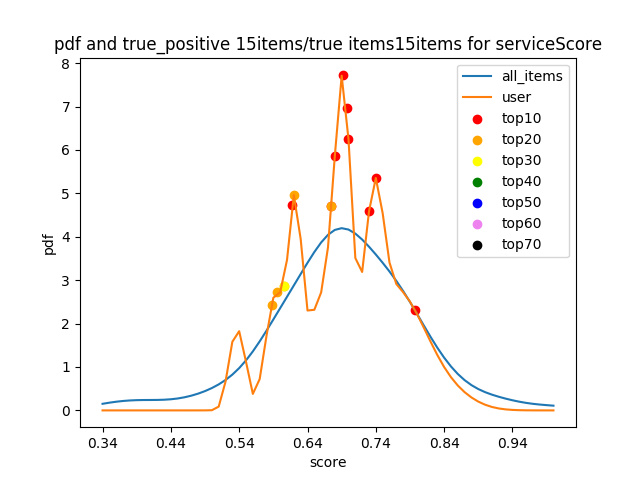 pdf and true_positive 15items/true items15items for serviceScore
8
7
6
5
4
3
2
1
0
pdf
0.34 0.44 0.54 0.64 0.74 0.84 0.94
score
all_items
user
top10
top20
top30
top40
top50
top60
top70